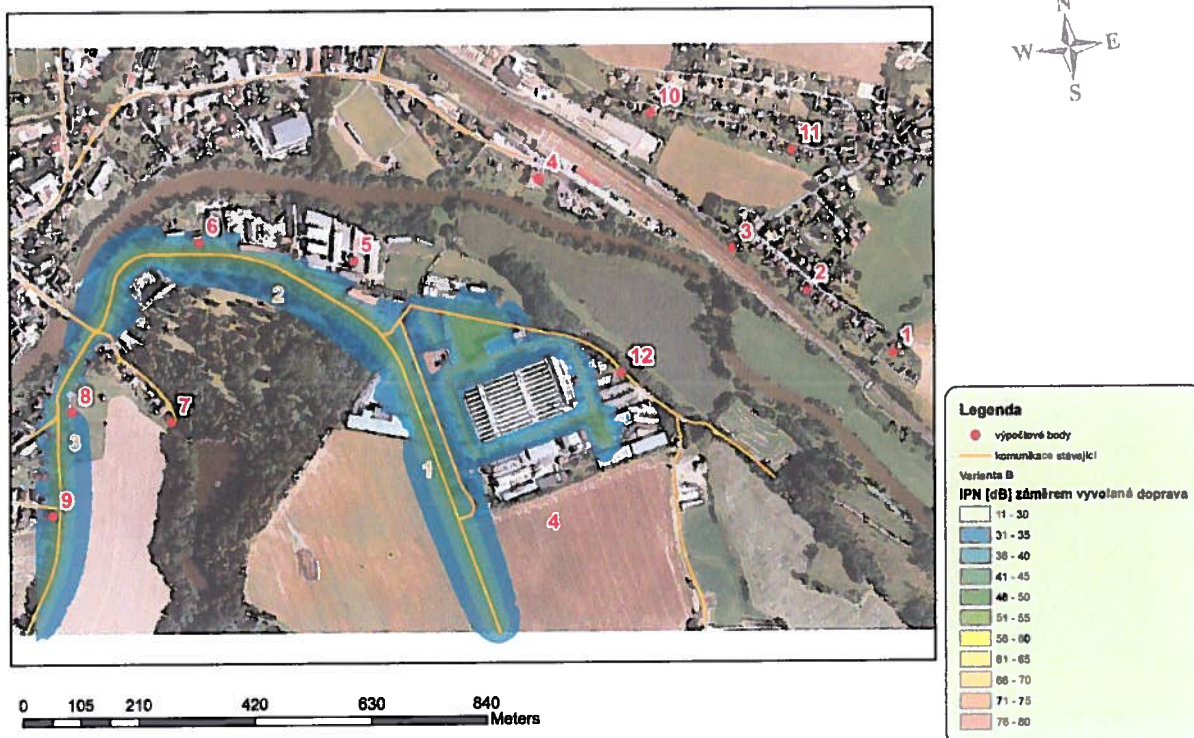 N
W E
S
10
11
4
3
6
5
2
2
1
12
8
7
3
1
9
4
0 105 210 420 630 840
Meters
Legenda
výpočtové body
komunikace stávající
Varianta B
IPN [dB] záměrem vyvolaná doprava
11 - 30
31 - 35
36 - 40
41 - 45
46 - 50
51 - 55
56 - 60
61 - 65
66 - 70
71 - 75
76 - 80